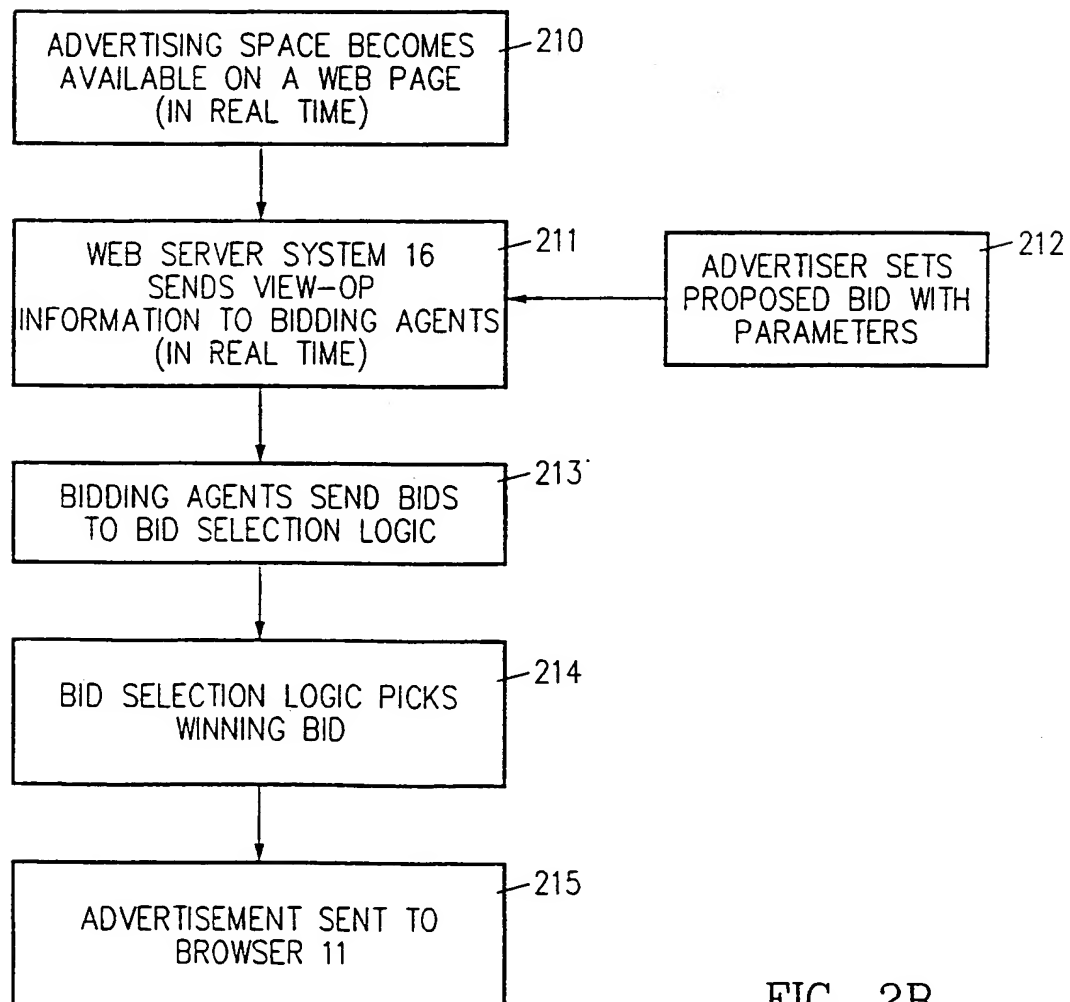 ADVERTISING SPACE BECOMES
AVAILABLE ON A WEB PAGE
(IN REAL TIME)
210
WEB SERVER SYSTEM 16
SENDS VIEW-OP
INFORMATION TO BIDDING AGENTS
(IN REAL TIME)
211
ADVERTISER SETS
PROPOSED BID WITH
PARAMETERS
212
BIDDING AGENTS SEND BIDS
TO BID SELECTION LOGIC
213
BID SELECTION LOGIC PICKS
WINNING BID
214
ADVERTISEMENT SENT TO
BROWSER 11
215
FIG. 2B